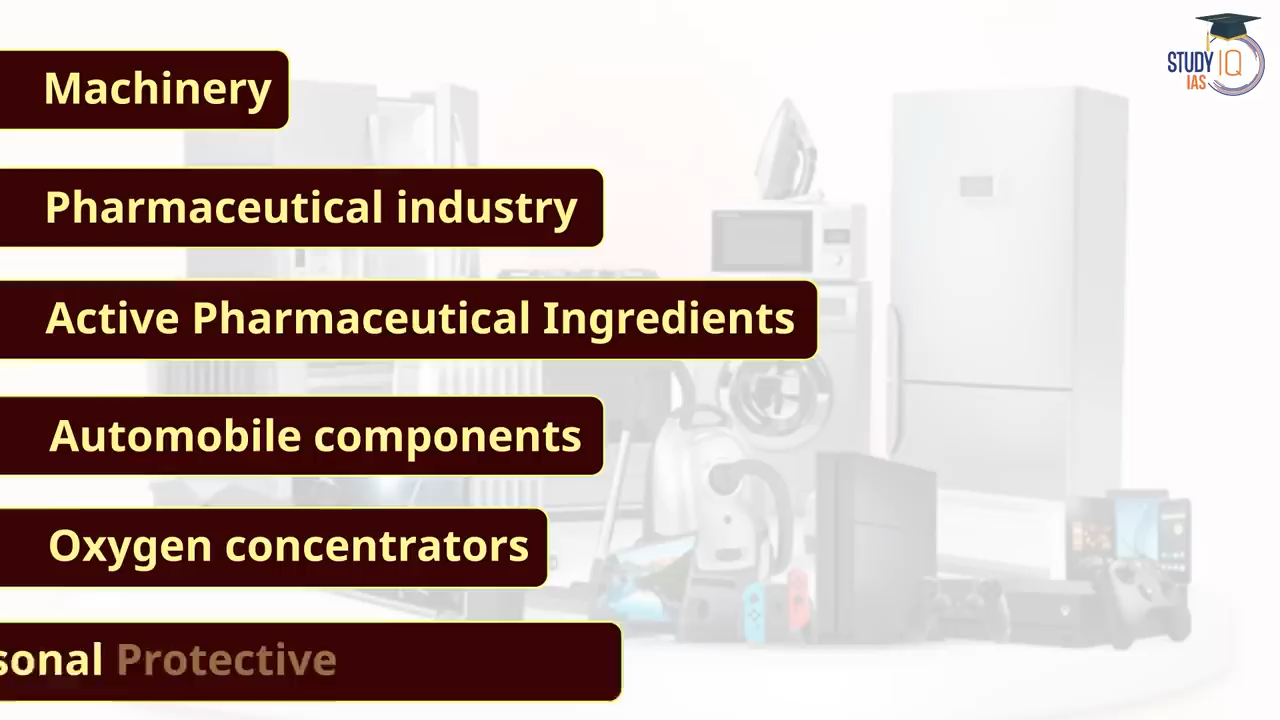 STUDY IQ
IAS
Machinery
Pharmaceutical industry
Active Pharmaceutical Ingredients
Automobile components
Oxygen concentrators
sonal Protective